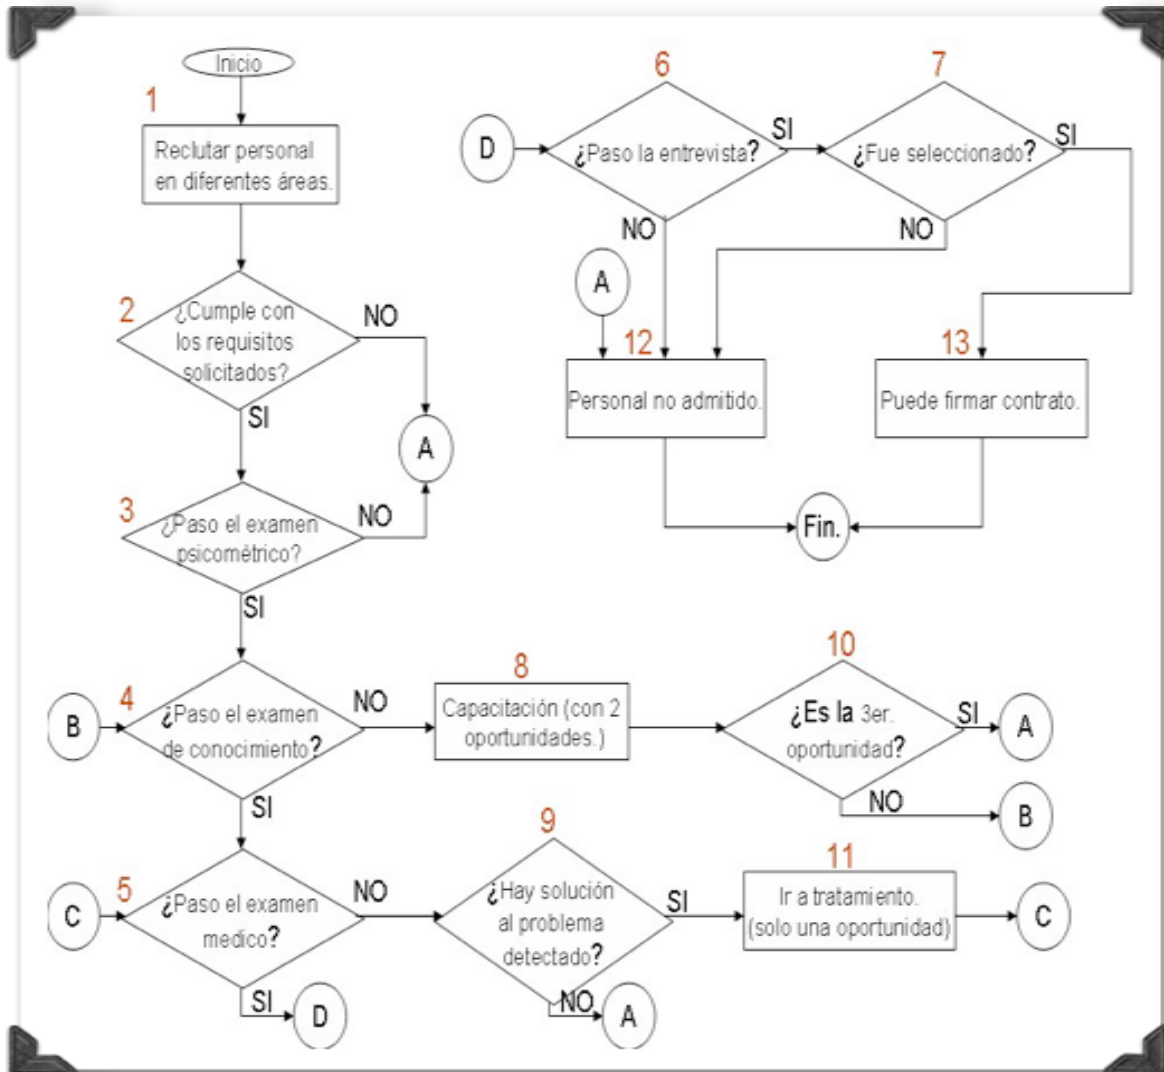 Inicio
1
Reclutar personal
en diferentes áreas.
2
¿Cumple con
los requisitos
solicitados?
NO
SI
A
3
¿Paso el examen
psicométrico?
NO
SI
B
4
¿Paso el examen
de conocimiento?
NO
SI
8
Capacitación (con 2
oportunidades.)
10
¿Es la 3er.
oportunidad?
SI
A
NO
B
C
5
¿Paso el examen
medico?
NO
SI
D
9
¿Hay solución
al problema
detectado?
SI
NO
A
11
Ir a tratamiento.
(solo una oportunidad)
C
D
6
¿Paso la entrevista?
SI
NO
7
¿Fue seleccionado?
SI
NO
A
12
Personal no admitido.
13
Puede firmar contrato.
Fin.